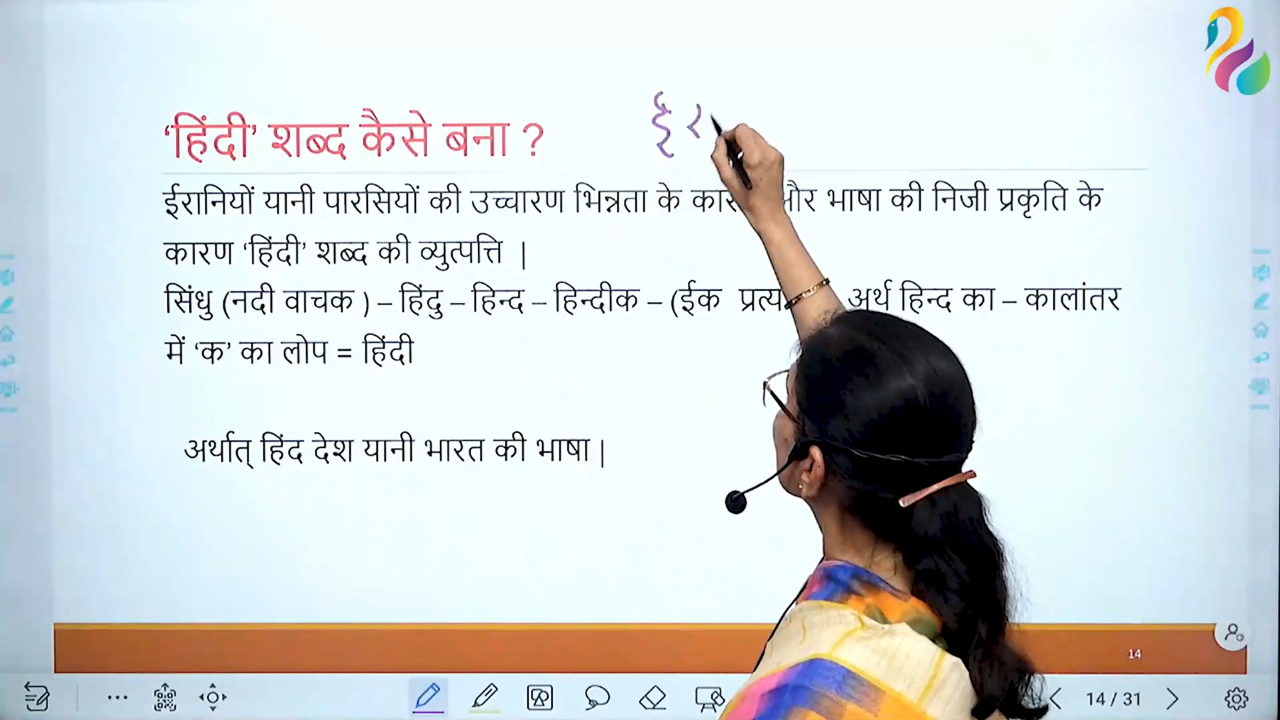 ‘हिंदी’ शब्द कैसे बना ?
ई र
ईरानियों यानी पारसियों की उच्चारण भिन्नता के और भाषा की निजी प्रकृति के
कारण ‘हिंदी’ शब्द की व्युत्पत्ति |
सिंधु (नदी वाचक ) – हिंदु – हिन्द – हिन्दीक – (ईक अर्थ हिन्द का – कालांतर
में ‘क’ का लोप = हिंदी
अर्थात् हिंद देश यानी भारत की भाषा |
14
14 / 31